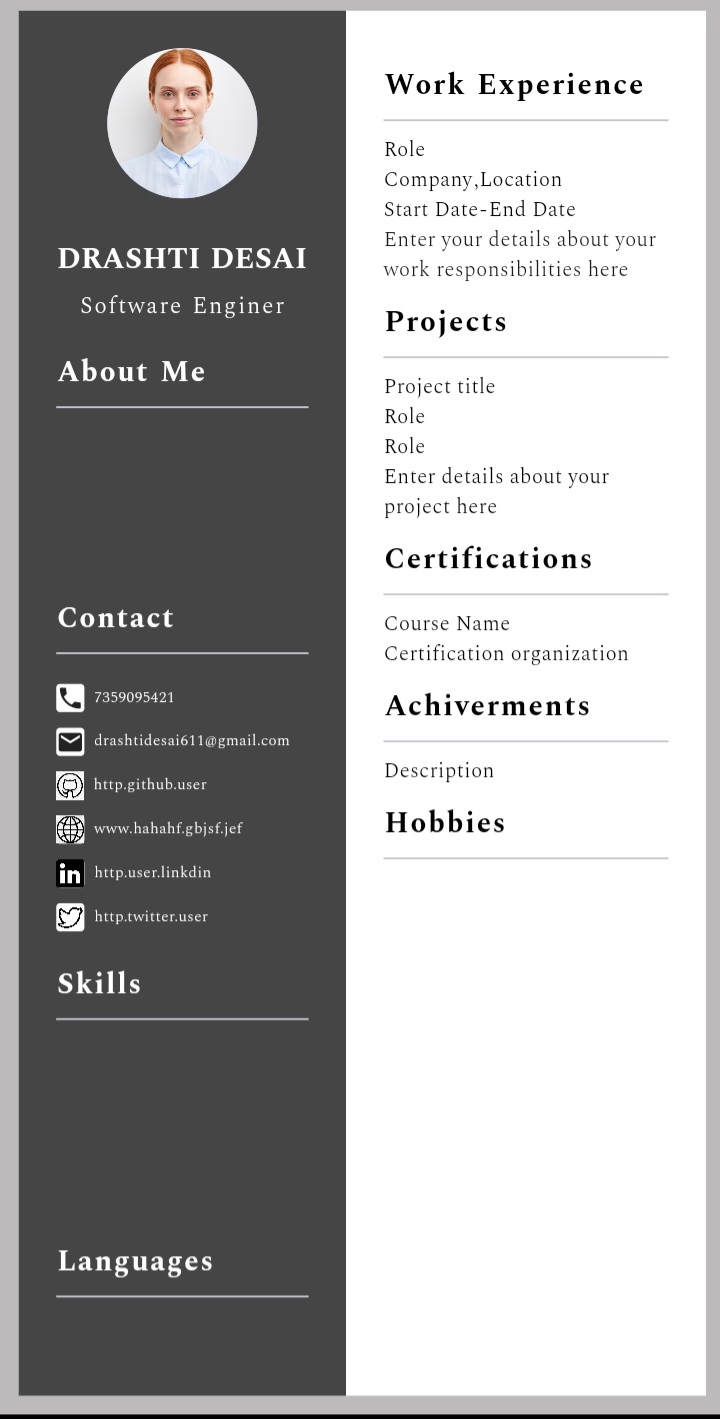 DRASHTI DESAI
Software Enginer
About Me
Contact
7359095421
drashtidesai611@gmail.com
http.github.user
www.hahahf.gbjsf.jef
in http.user.linkdin
http.twitter.user
Skills
Languages
Work Experience
Role
Company,Location
Start Date-End Date
Enter your details about your
work responsibilities here
Projects
Project title
Role
Role
Enter details about your
project here
Certifications
Course Name
Certification organization
Achiverments
Description
Hobbies